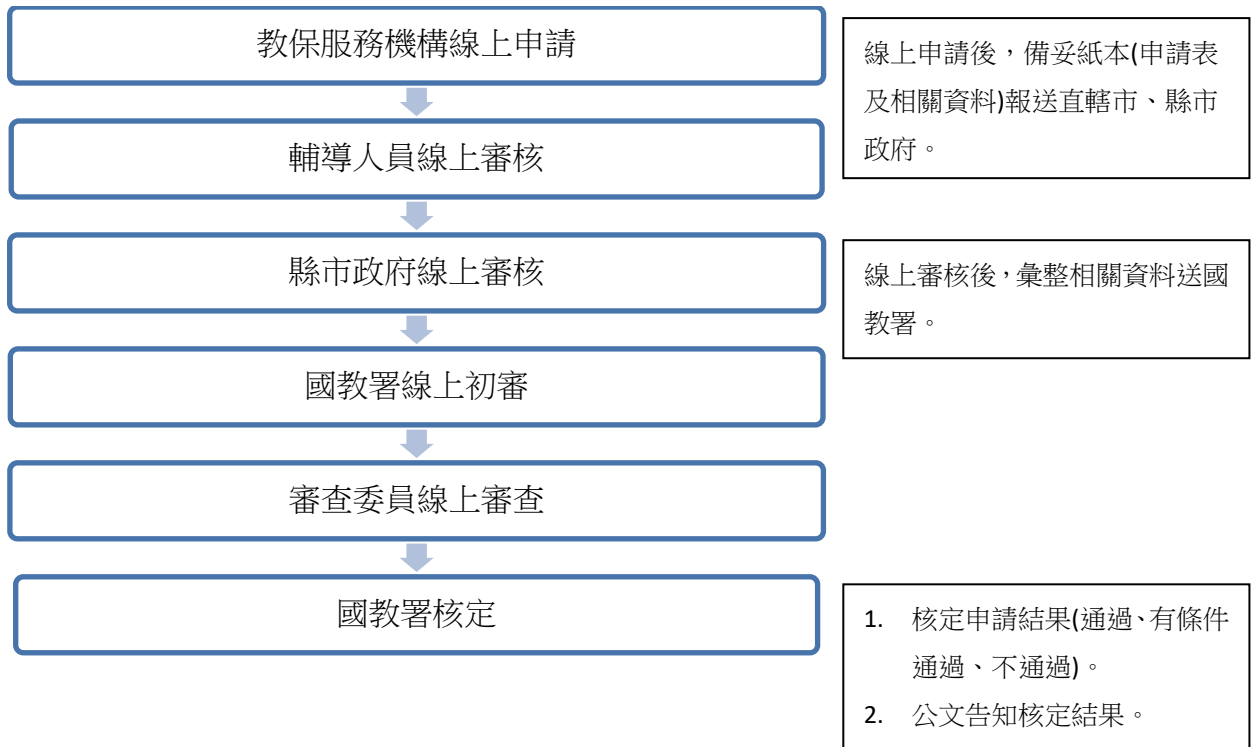 教保服務機構線上申請
線上申請後，備妥紙本(申請表
及相關資料)報送直轄市、縣市
政府。
輔導人員線上審核
縣市政府線上審核
線上審核後，彙整相關資料送國
教署。
國教署線上初審
審查委員線上審查
國教署核定
1. 核定申請結果(通過、有條件
通過、不通過)。
2. 公文告知核定結果。